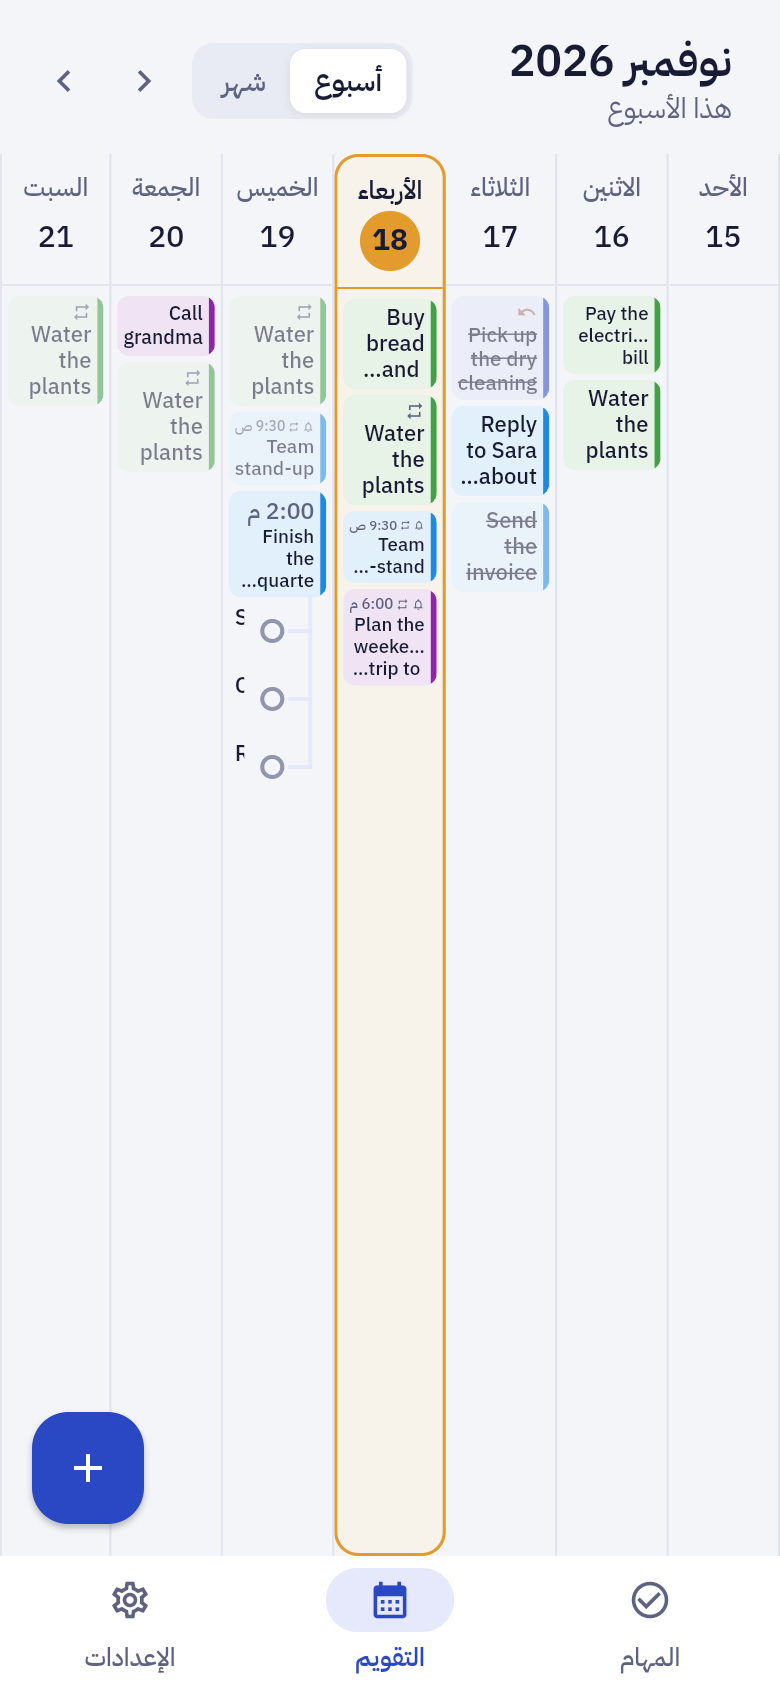 نوفمبر 2026
هذا الأسبوع
أسبوع
شهر
الأحد
15
الاثنين
16
Pay the
electri...
bill
Water
the
plants
الثلاثاء
17
Pick up
the dry
cleaning
Reply
to Sara
about...
Send
the
invoice
الأربعاء
18
Buy
bread
and...
Water
the
plants
9:30 ص
Team
stand-...
6:00 م
Plan the
weeke...
trip to...
الخميس
19
Water
the
plants
9:30 ص
Team
stand-up
2:00 م
Finish
the
quarte...
S
C
R
الجمعة
20
Call
grandma
Water
the
plants
السبت
21
Water
the
plants
المهام
التقويم
الإعدادات